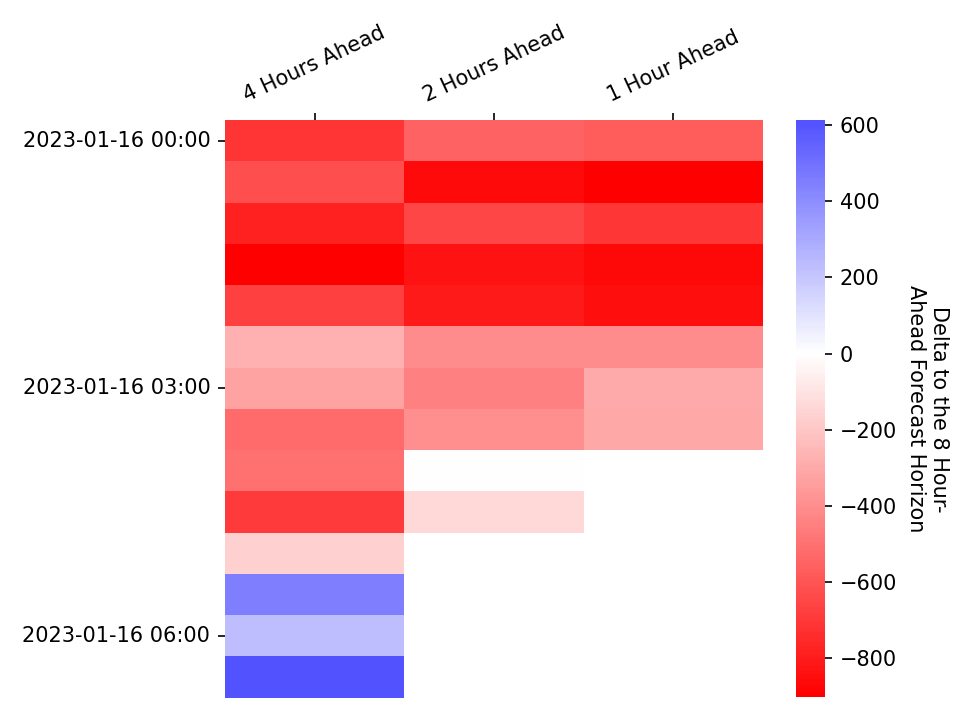 4 Hours Ahead
2 Hours Ahead
1 Hour Ahead
2023-01-16 00:00
2023-01-16 03:00
2023-01-16 06:00
600
400
200
0
−200
−400
−600
−800
Delta to the 8 Hour-
Ahead Forecast Horizon